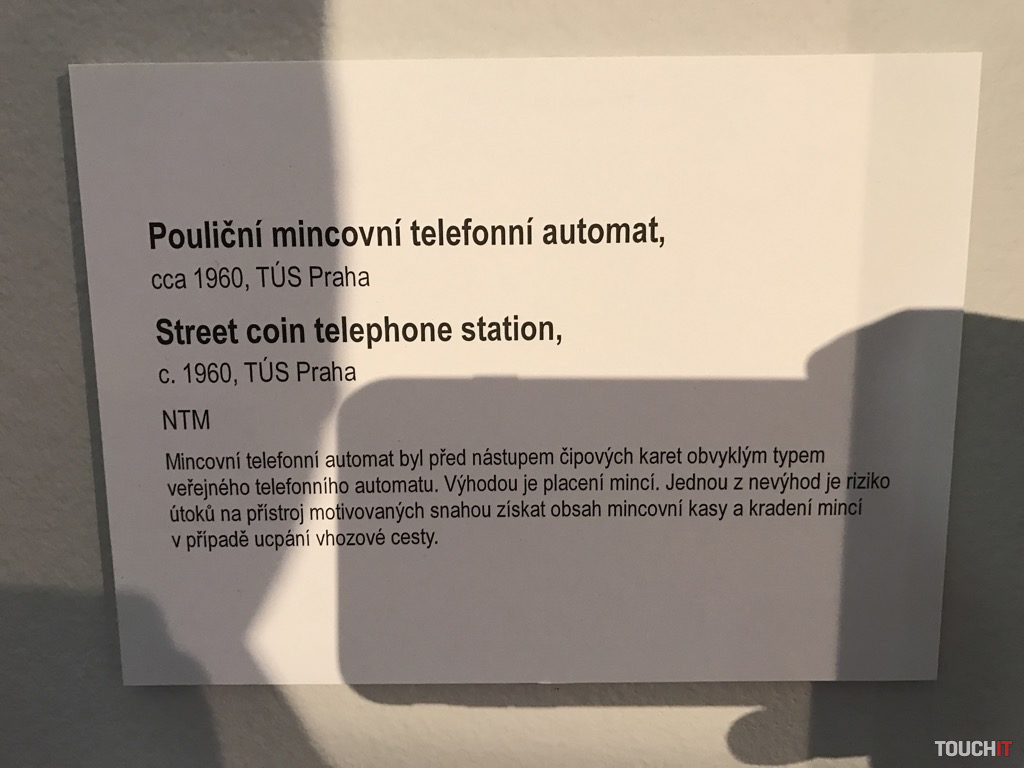 Pouliční mincovní telefonní automat,
cca 1960, TÚS Praha
Street coin telephone station,
c. 1960, TÚS Praha
NTM
Mincovní telefonní automat byl před nástupem čipových karet obvyklým typem
veřejného telefonního automatu. Výhodou je placení mincí. Jednou z nevýhod je riziko
útoků na přístroj motivovaných snahou získat obsah mincovní kasy a kradení mincí
v případě ucpání vhozové cesty.
TOUCHIT